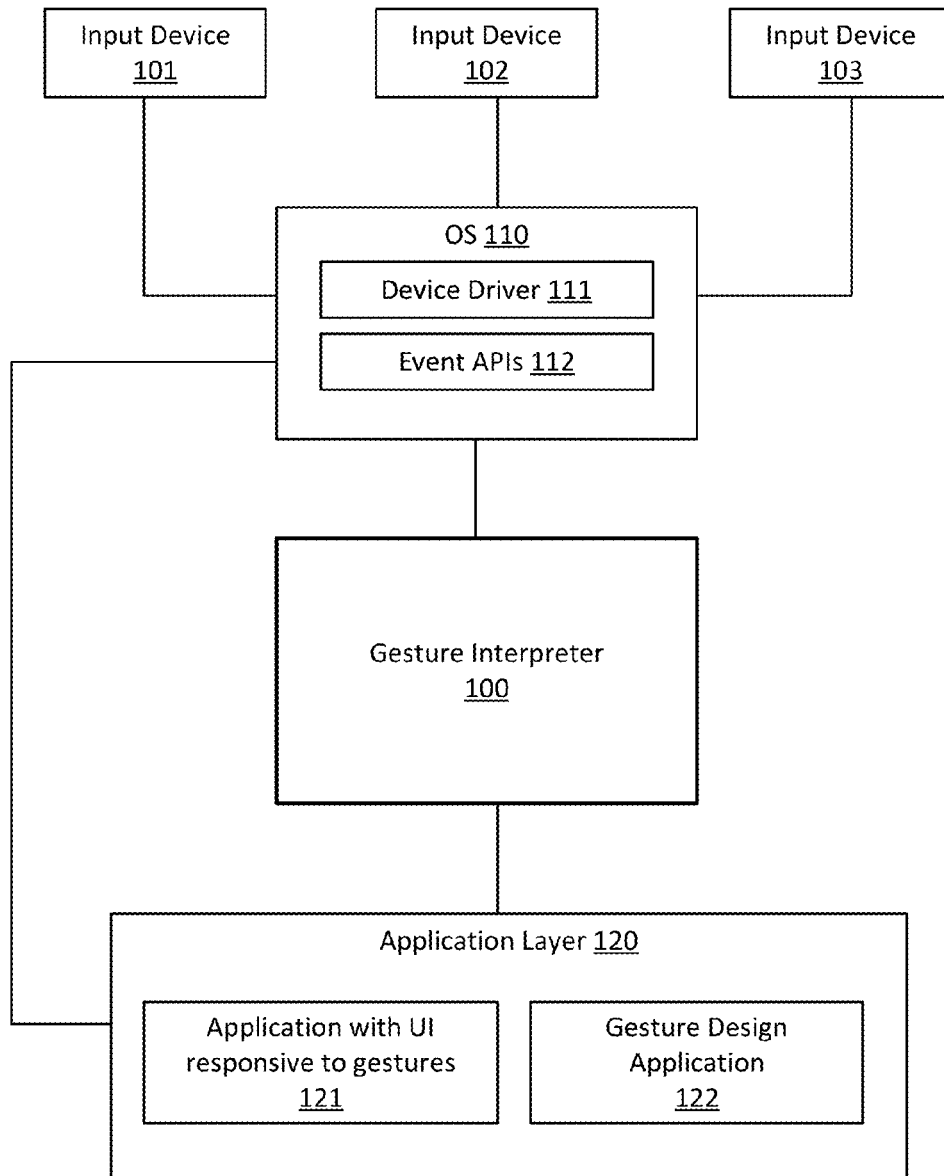 Input Device
101
Input Device
102
Input Device
103
OS 110
Device Driver 111
Event APIs 112
Gesture Interpreter
100
Application Layer 120
Application with UI
responsive to gestures
121
Gesture Design
Application
122